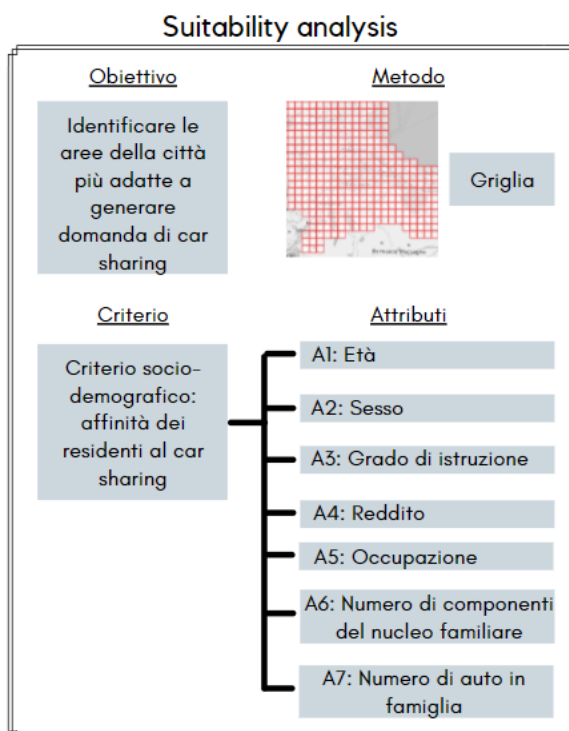 Suitability analysis
Obiettivo
Identificare le
aree della città
più adatte a
generare
domanda di car
sharing
Metodo
Griglia
Criterio
Criterio socio-
demografico:
affinità dei
residenti al car
sharing
Attributi
A1: Età
A2: Sesso
A3: Grado di istruzione
A4: Reddito
A5: Occupazione
A6: Numero di componenti
del nucleo familiare
A7: Numero di auto in
famiglia